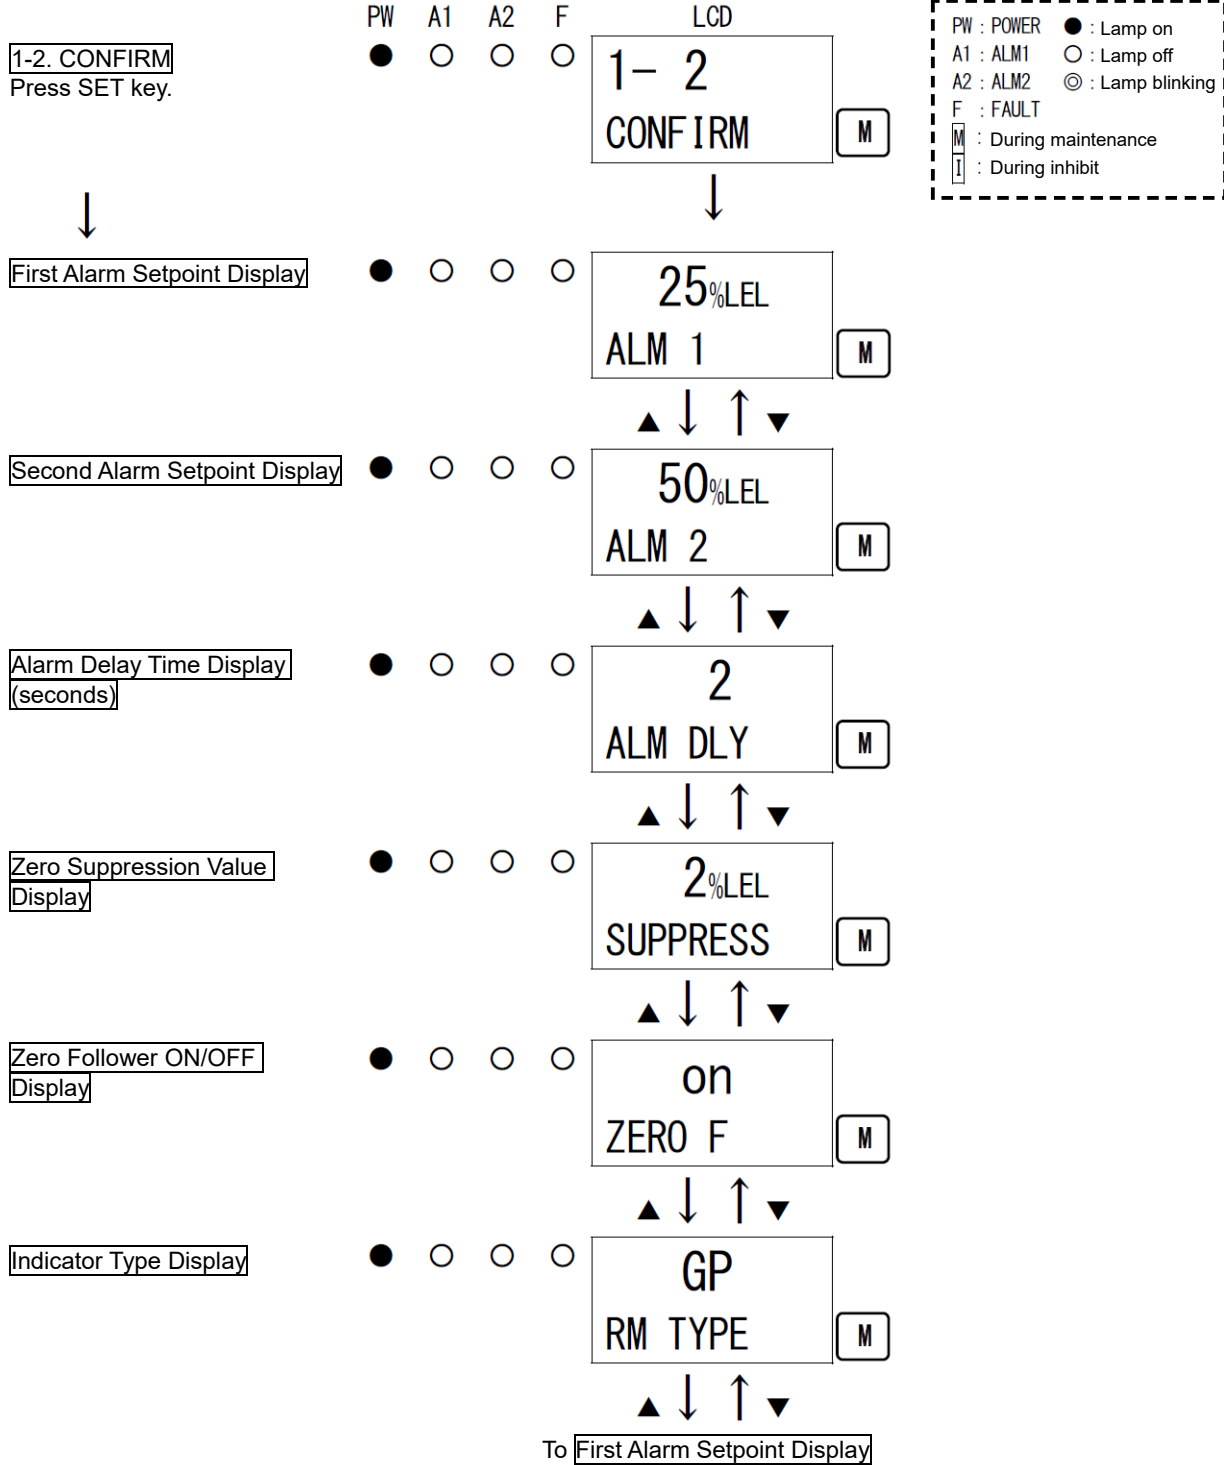 PW A1 A2 F LCD
1-2. CONFIRM
Press SET key.
● ○ ○ ○
1- 2
CONFIRM
M
PW : POWER ● : Lamp on
A1 : ALM1 ○ : Lamp off
A2 : ALM2 ◎ : Lamp blinking
F : FAULT
M : During maintenance
I : During inhibit
↓ ↓
First Alarm Setpoint Display ● ○ ○ ○
25%LEL
ALM 1
M
▲ ↓ ↑ ▼
Second Alarm Setpoint Display ● ○ ○ ○
50%LEL
ALM 2
M
▲ ↓ ↑ ▼
Alarm Delay Time Display
(seconds)
● ○ ○ ○
2
ALM DLY
M
▲ ↓ ↑ ▼
Zero Suppression Value
Display
● ○ ○ ○
2%LEL
SUPPRESS
M
▲ ↓ ↑ ▼
Zero Follower ON/OFF
Display
● ○ ○ ○
on
ZERO F
M
▲ ↓ ↑ ▼
Indicator Type Display ● ○ ○ ○
GP
RM TYPE
M
▲ ↓ ↑ ▼
To First Alarm Setpoint Display